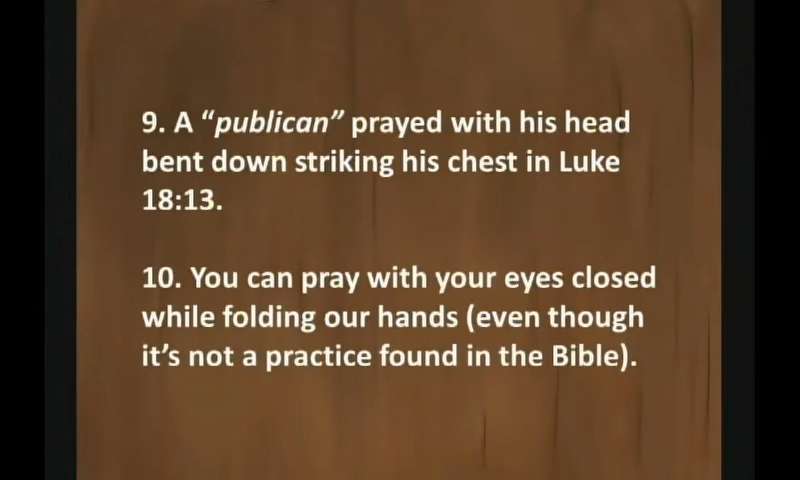 9. A “publican” prayed with his head
bent down striking his chest in Luke
18:13.
10. You can pray with your eyes closed
while folding our hands (even though
it’s not a practice found in the Bible).